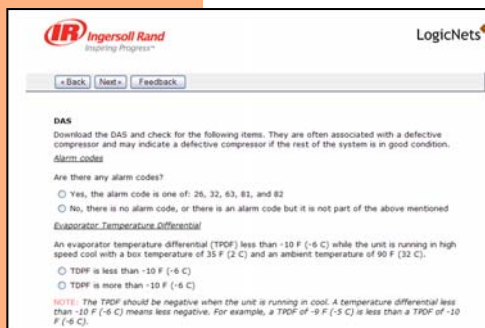 IR Ingersoll Rand
Inspiring Progress™
LogicNets
« Back Next » Feedback
DAS
Download the DAS and check for the following items. They are often associated with a defective
compressor and may indicate a defective compressor if the rest of the system is in good condition.
Alarm codes
Are there any alarm codes?
Yes, the alarm code is one of: 26, 32, 63, 81, and 82
No, there is no alarm code, or there is an alarm code but it is not part of the above mentioned
Evaporator Temperature Differential
An evaporator temperature differential (TPDF) less than -10 F (-6 C) while the unit is running in high
speed cool with a box temperature of 35 F (2 C) and an ambient temperature of 90 F (32 C).
TDPF is less than -10 F (-6 C)
TDPF is more than -10 F (-6 C)
NOTE: The TPDF should be negative when the unit is running in cool. A temperature differential less
than -10 F (-6 C) means less negative. For example, a TPDF of -9 F (-5 C) is less than a TPDF of -10
F (-6 C).